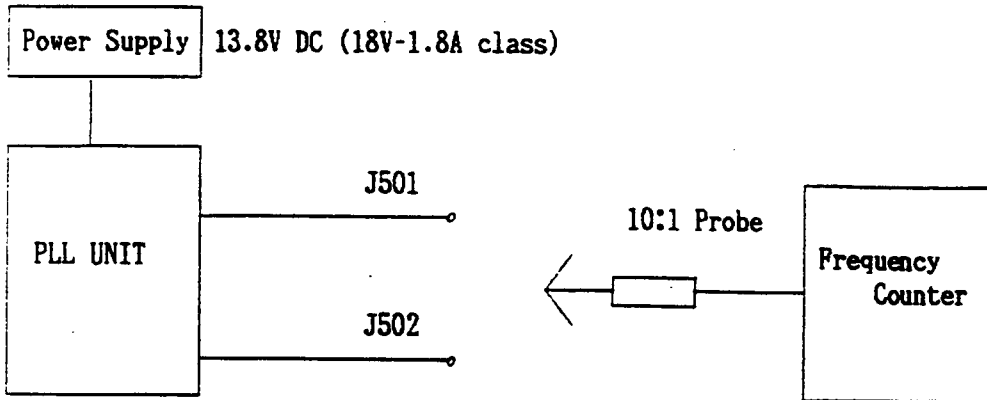 Power Supply 13.8V DC (18V-1.8A class)
J501
10:1 Probe
PLL UNIT
Frequency
Counter
J502